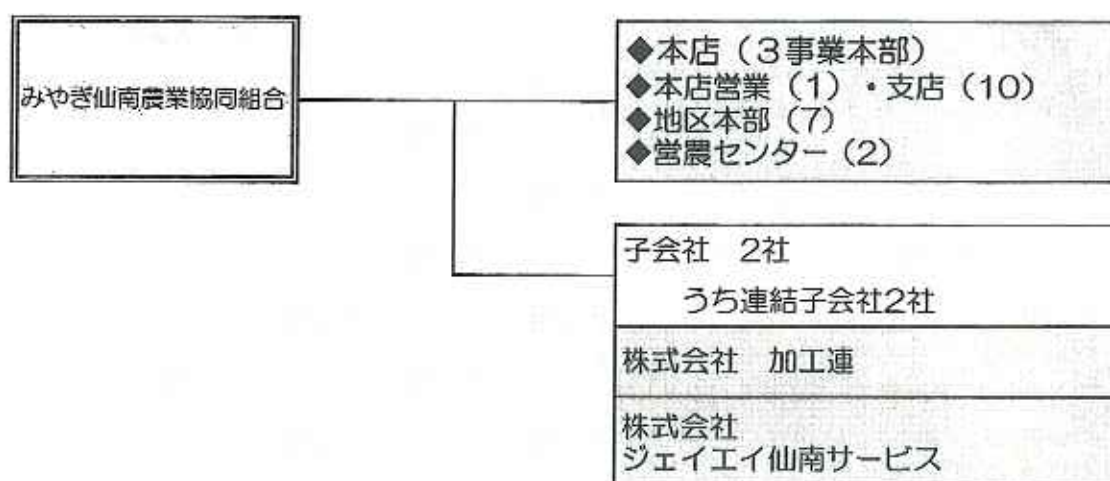 みやぎ仙南農業協同組合
◆本店（3事業本部）
◆本店営業（1）・支店（10）
◆地区本部（7）
◆営農センター（2）
子会社　2社
うち連結子会社2社
株式会社　加工連
株式会社
ジェイエイ仙南サービス